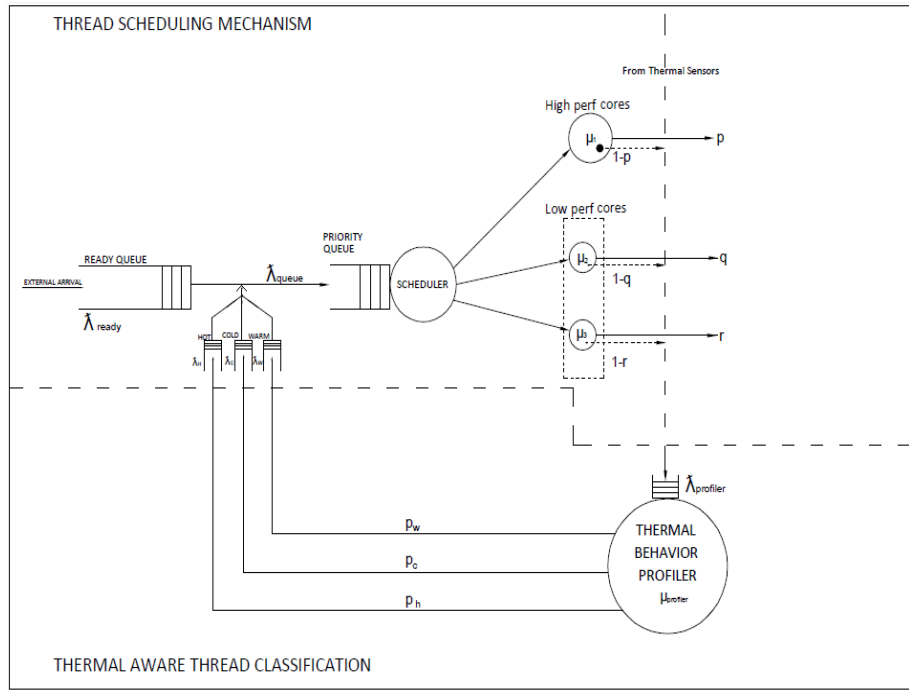 THREAD SCHEDULING MECHANISM
From Thermal Sensors
High perf cores
μ₁
p
1-p
Low perf cores
μ₂
q
1-q
μ₃
r
1-r
PRIORITY
QUEUE
READY QUEUE
λqueue
SCHEDULER
EXTERNAL ARRIVAL
λ ready
HOT COLD WARM
λH λC λW
λprofiler
pw
pc
ph
THERMAL
BEHAVIOR
PROFILER
μprofiler
THERMAL AWARE THREAD CLASSIFICATION